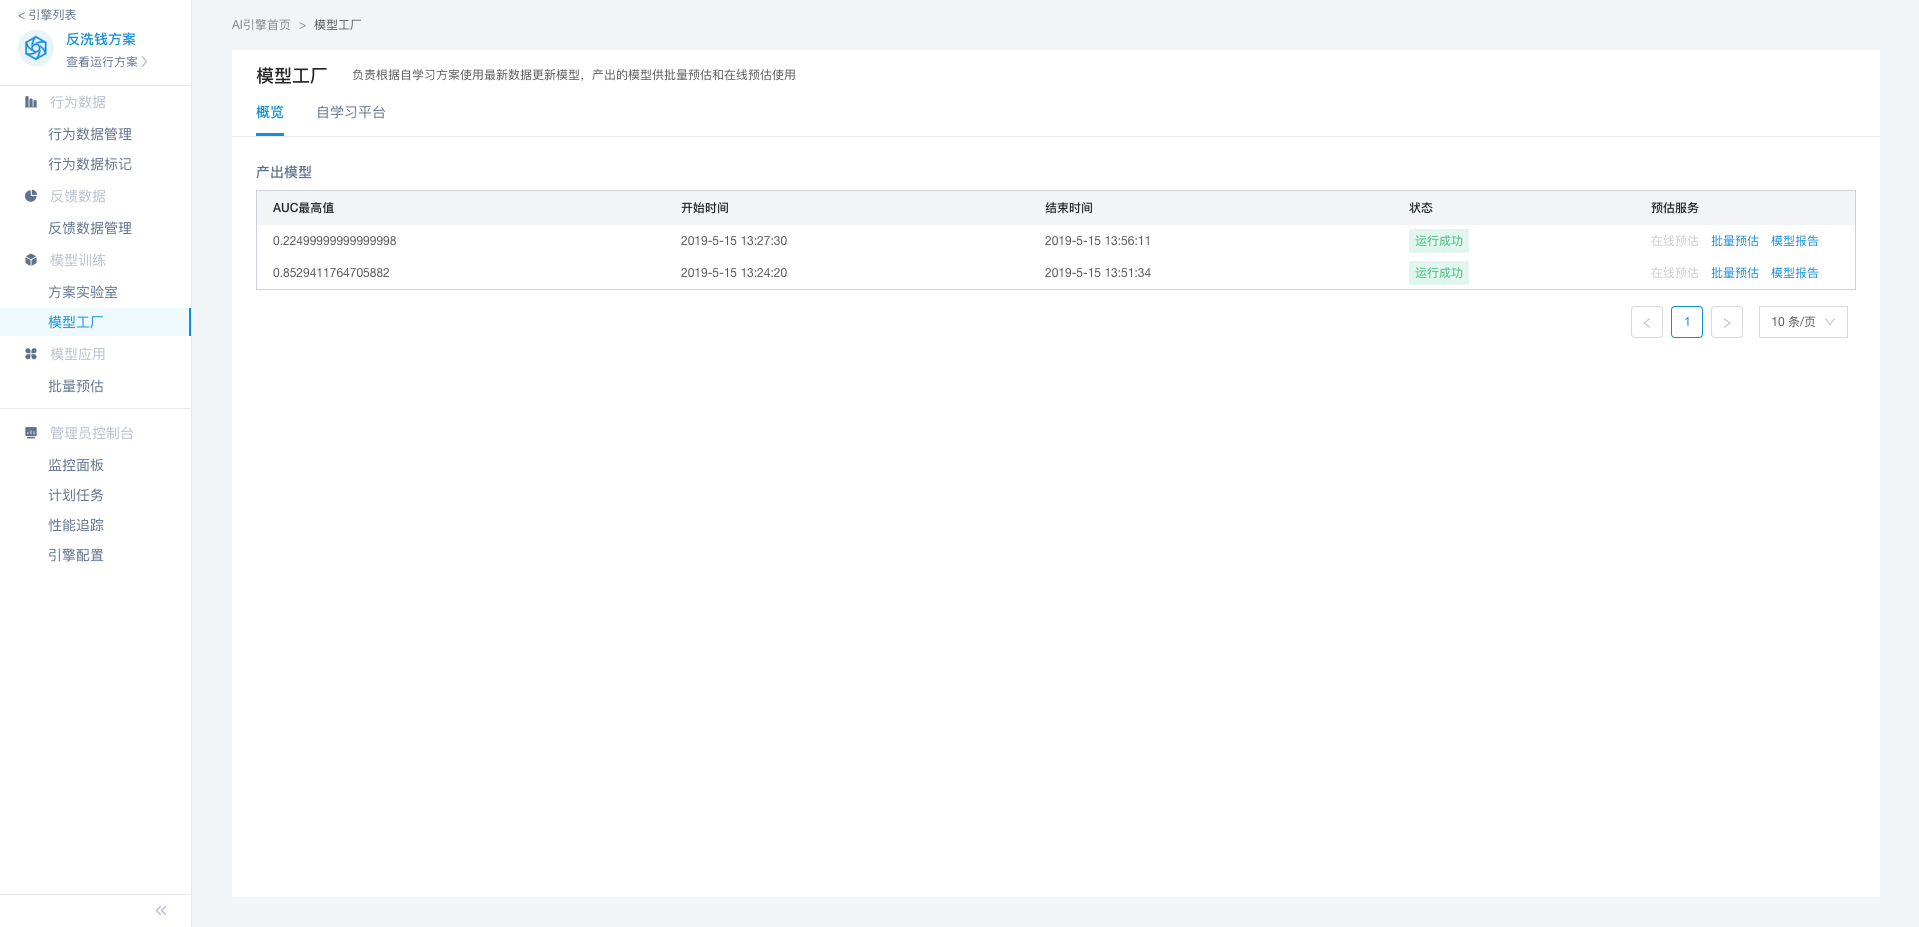 < 引擎列表
反洗钱方案
查看运行方案
行为数据
行为数据管理
行为数据标记
反馈数据
反馈数据管理
模型训练
方案实验室
模型工厂
模型应用
批量预估
管理员控制台
监控面板
计划任务
性能追踪
引擎配置
AI引擎首页 > 模型工厂
模型工厂 负责根据自学习方案使用最新数据更新模型，产出的模型供批量预估和在线预估使用
概览 自学习平台
产出模型
AUC最高值 开始时间 结束时间 状态 预估服务
0.22499999999999998 2019-5-15 13:27:30 2019-5-15 13:56:11 运行成功 在线预估 批量预估 模型报告
0.8529411764705882 2019-5-15 13:24:20 2019-5-15 13:51:34 运行成功 在线预估 批量预估 模型报告
1 10 条/页